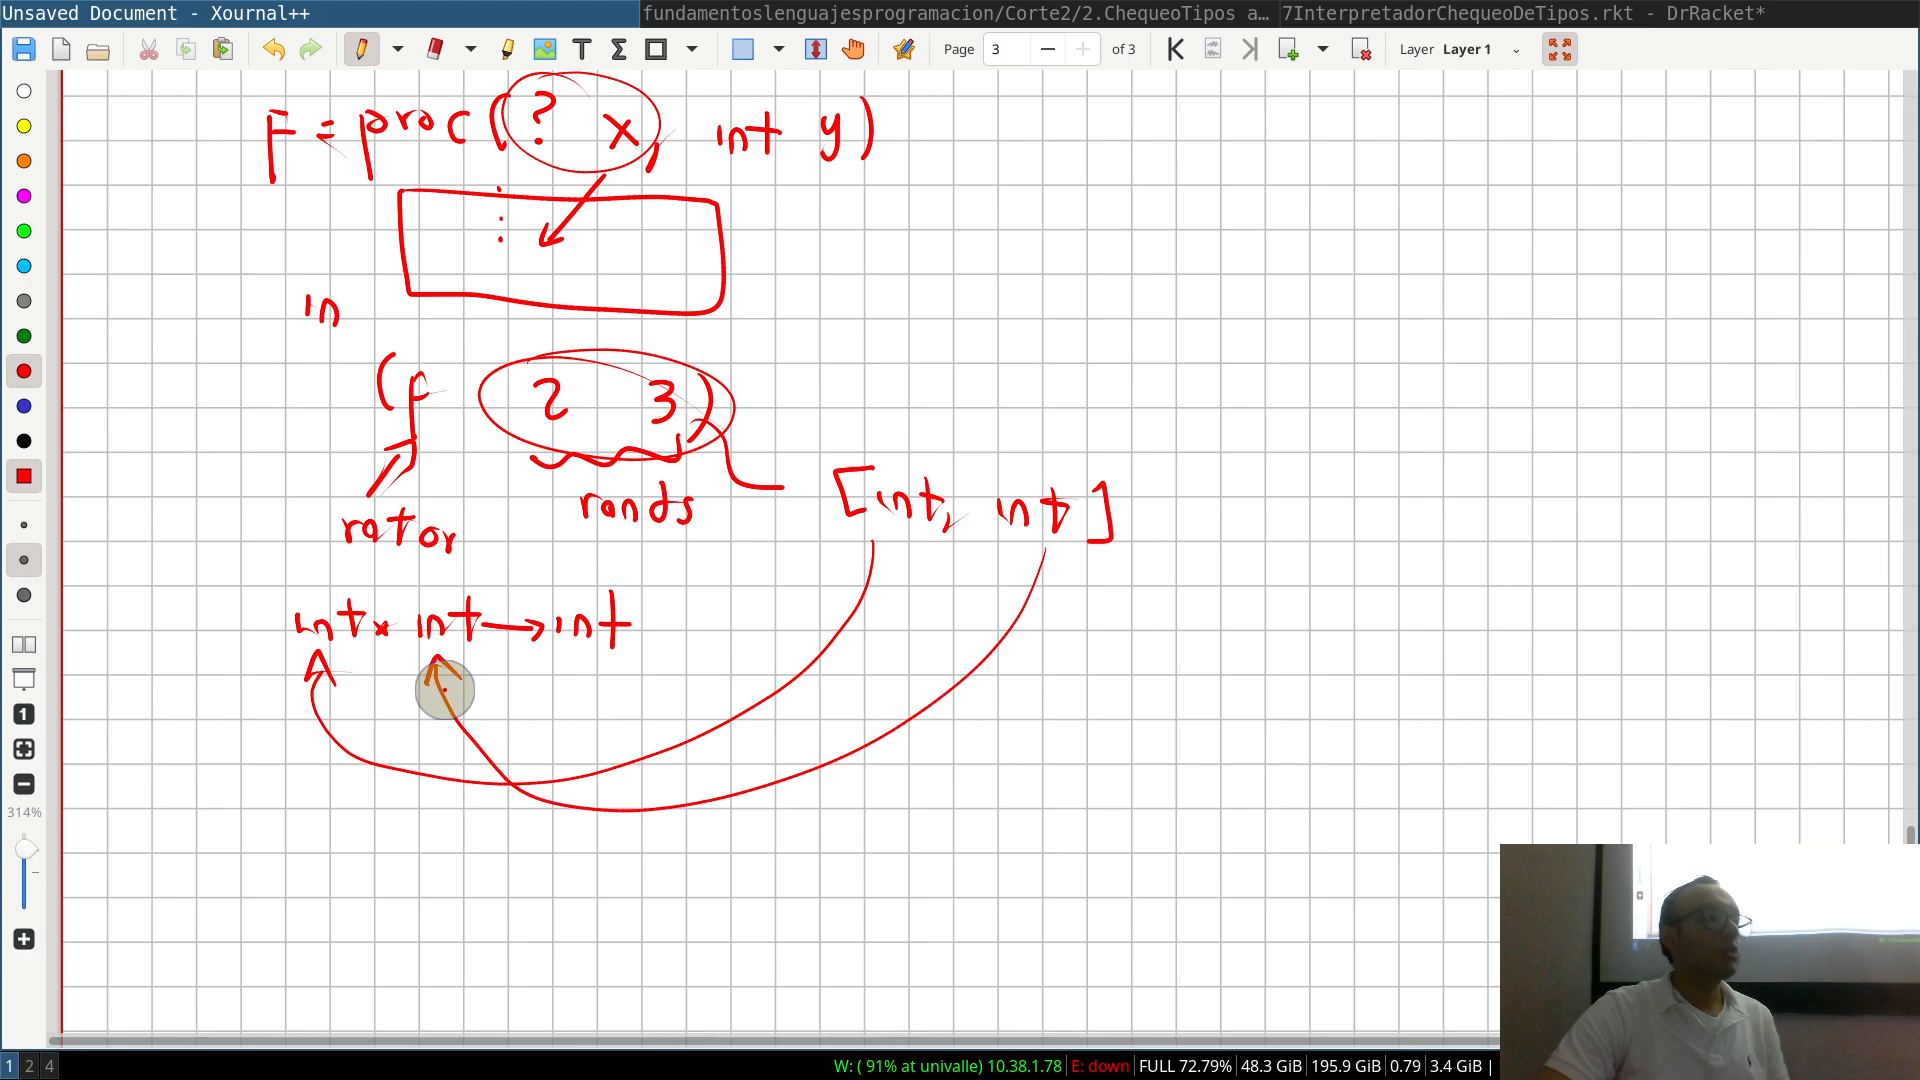 Unsaved Document - Xournal++
fundamentoslenguajesprogramacion/Corte2/2.ChequeoTipos a…
7InterpretadorChequeoDeTipos.rkt - DrRacket*
Page 3 of 3 Layer Layer 1
F = proc (? x, int y)
in
(f 2 3)
rands
[int, int]
rator
int x int → int
1
314%
1 2 4
W: ( 91% at univalle) 10.38.1.78 | E: down | FULL 72.79% | 48.3 GiB | 195.9 GiB | 0.79 | 3.4 GiB |